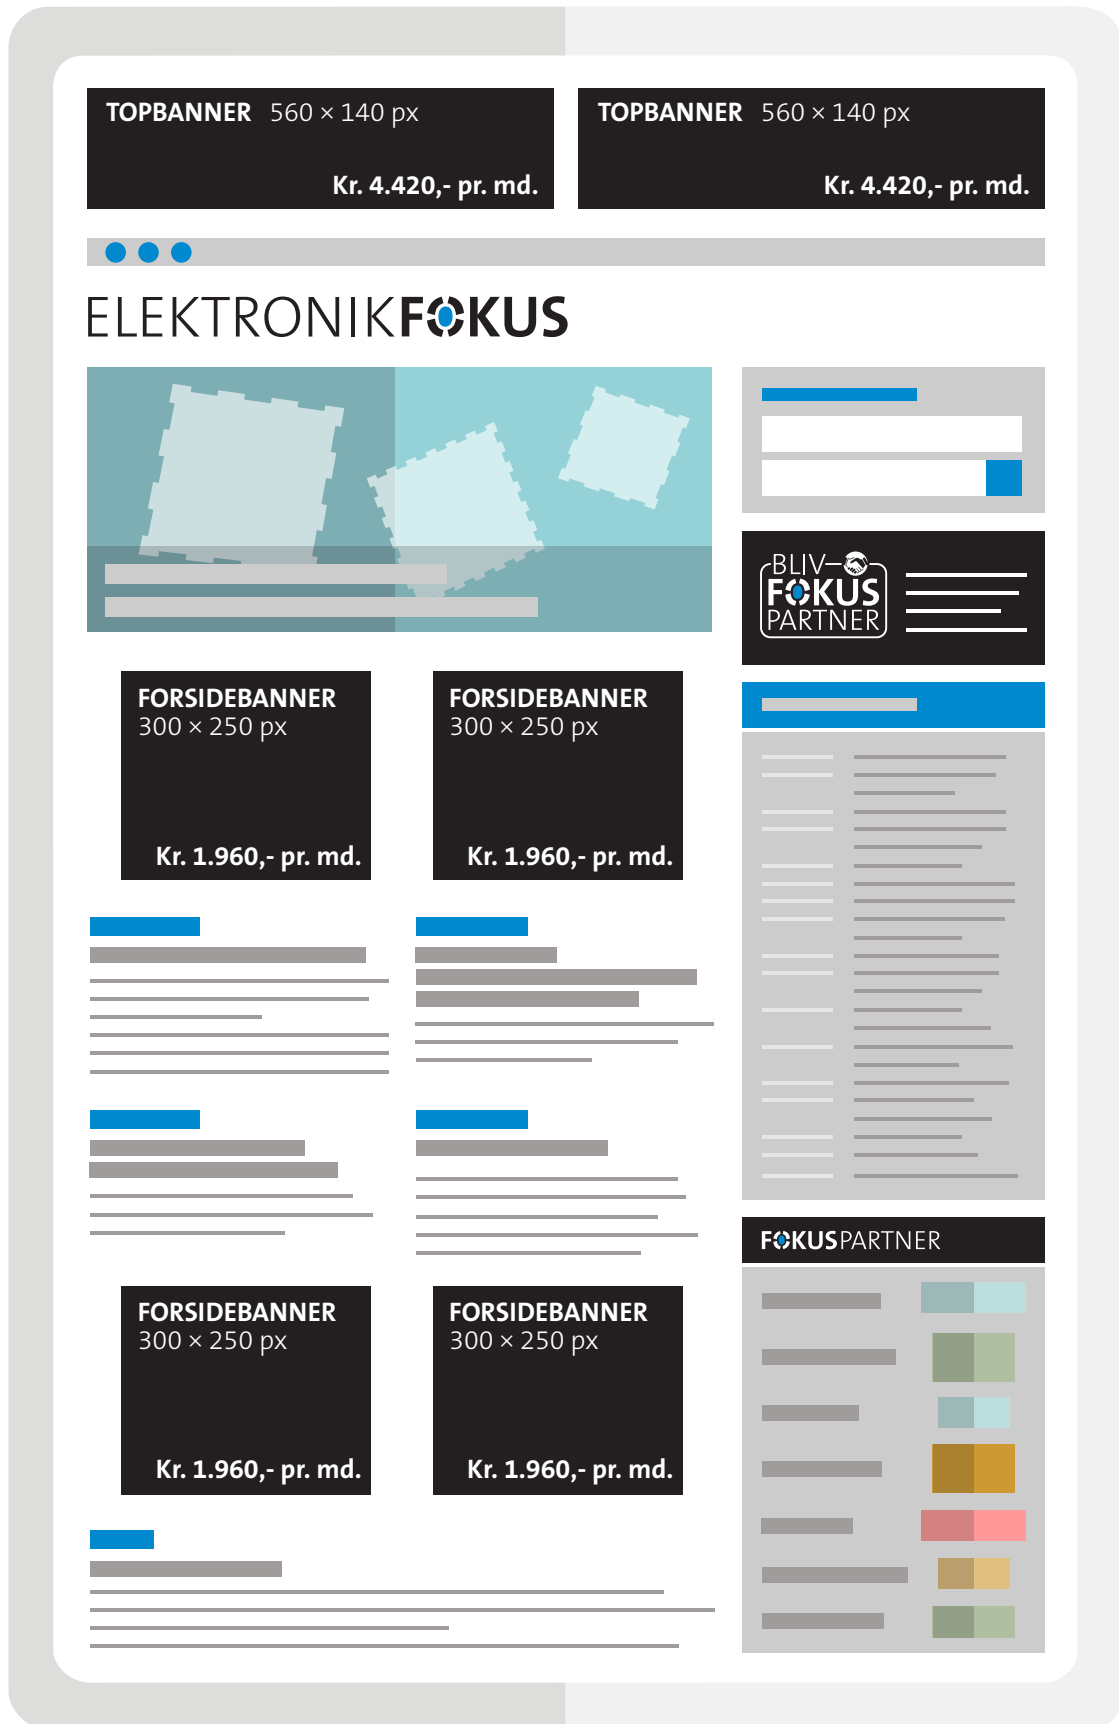 TOPBANNER 560 × 140 px
Kr. 4.420,- pr. md.
TOPBANNER 560 × 140 px
Kr. 4.420,- pr. md.
ELEKTRONIKFOKUS
BLIV
FOKUS
PARTNER
FORSIDEBANNER
300 × 250 px
Kr. 1.960,- pr. md.
FORSIDEBANNER
300 × 250 px
Kr. 1.960,- pr. md.
FOKUSPARTNER
FORSIDEBANNER
300 × 250 px
Kr. 1.960,- pr. md.
FORSIDEBANNER
300 × 250 px
Kr. 1.960,- pr. md.